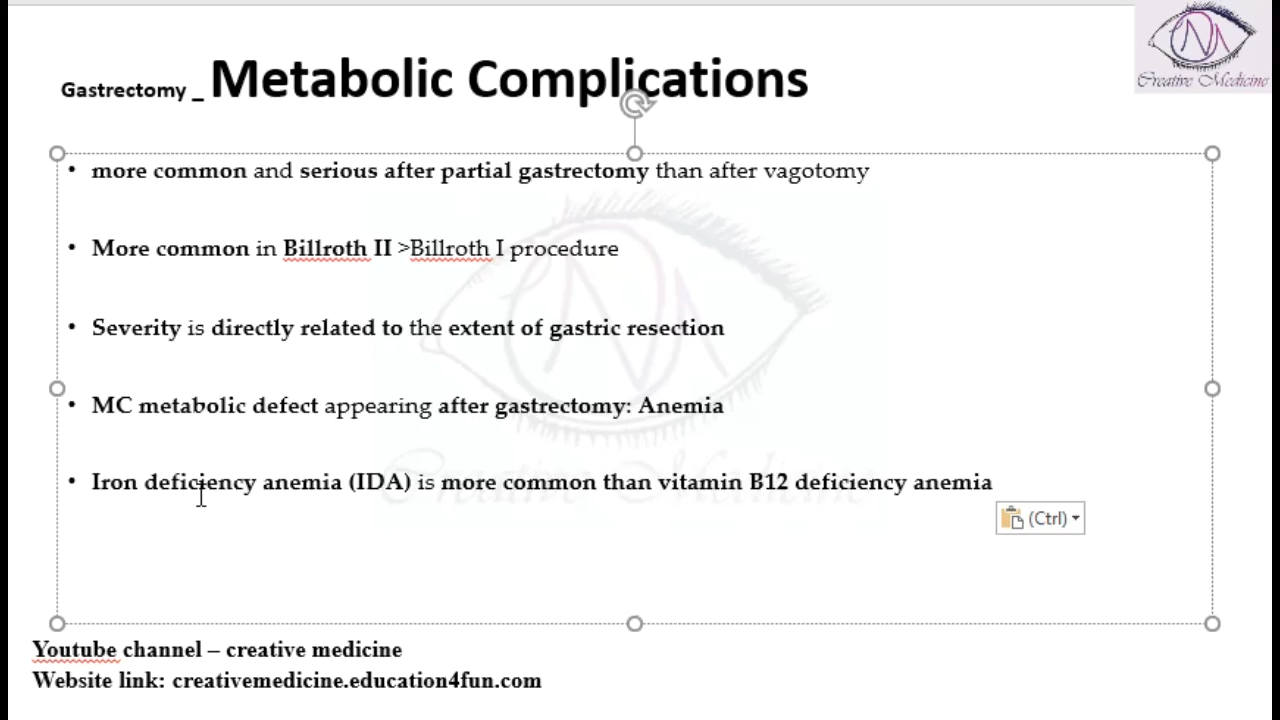 Gastrectomy _ Metabolic Complications
Creative Medicine
• more common and serious after partial gastrectomy than after vagotomy
• More common in Billroth II >Billroth I procedure
• Severity is directly related to the extent of gastric resection
• MC metabolic defect appearing after gastrectomy: Anemia
• Iron deficiency anemia (IDA) is more common than vitamin B12 deficiency anemia
(Ctrl)
Creative Medicine
Youtube channel – creative medicine
Website link: creativemedicine.education4fun.com